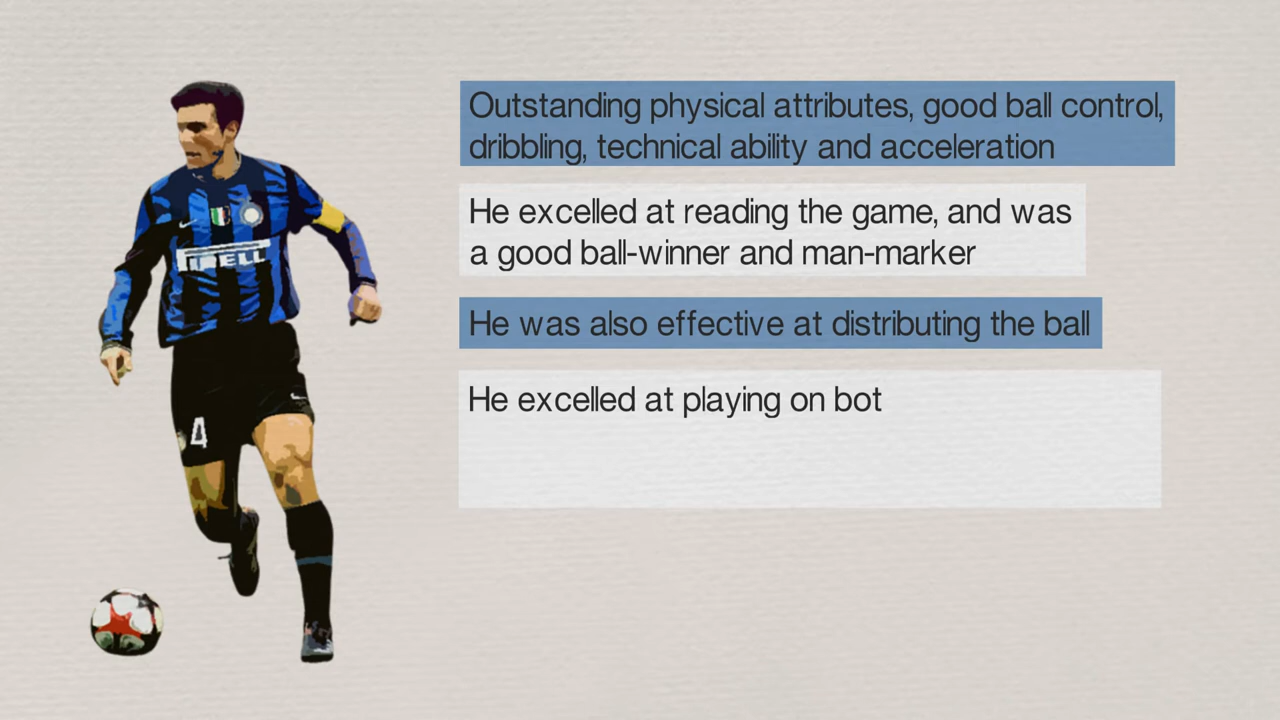 Outstanding physical attributes, good ball control,
dribbling, technical ability and acceleration
He excelled at reading the game, and was
a good ball-winner and man-marker
He was also effective at distributing the ball
He excelled at playing on bot
PIRELLI
4